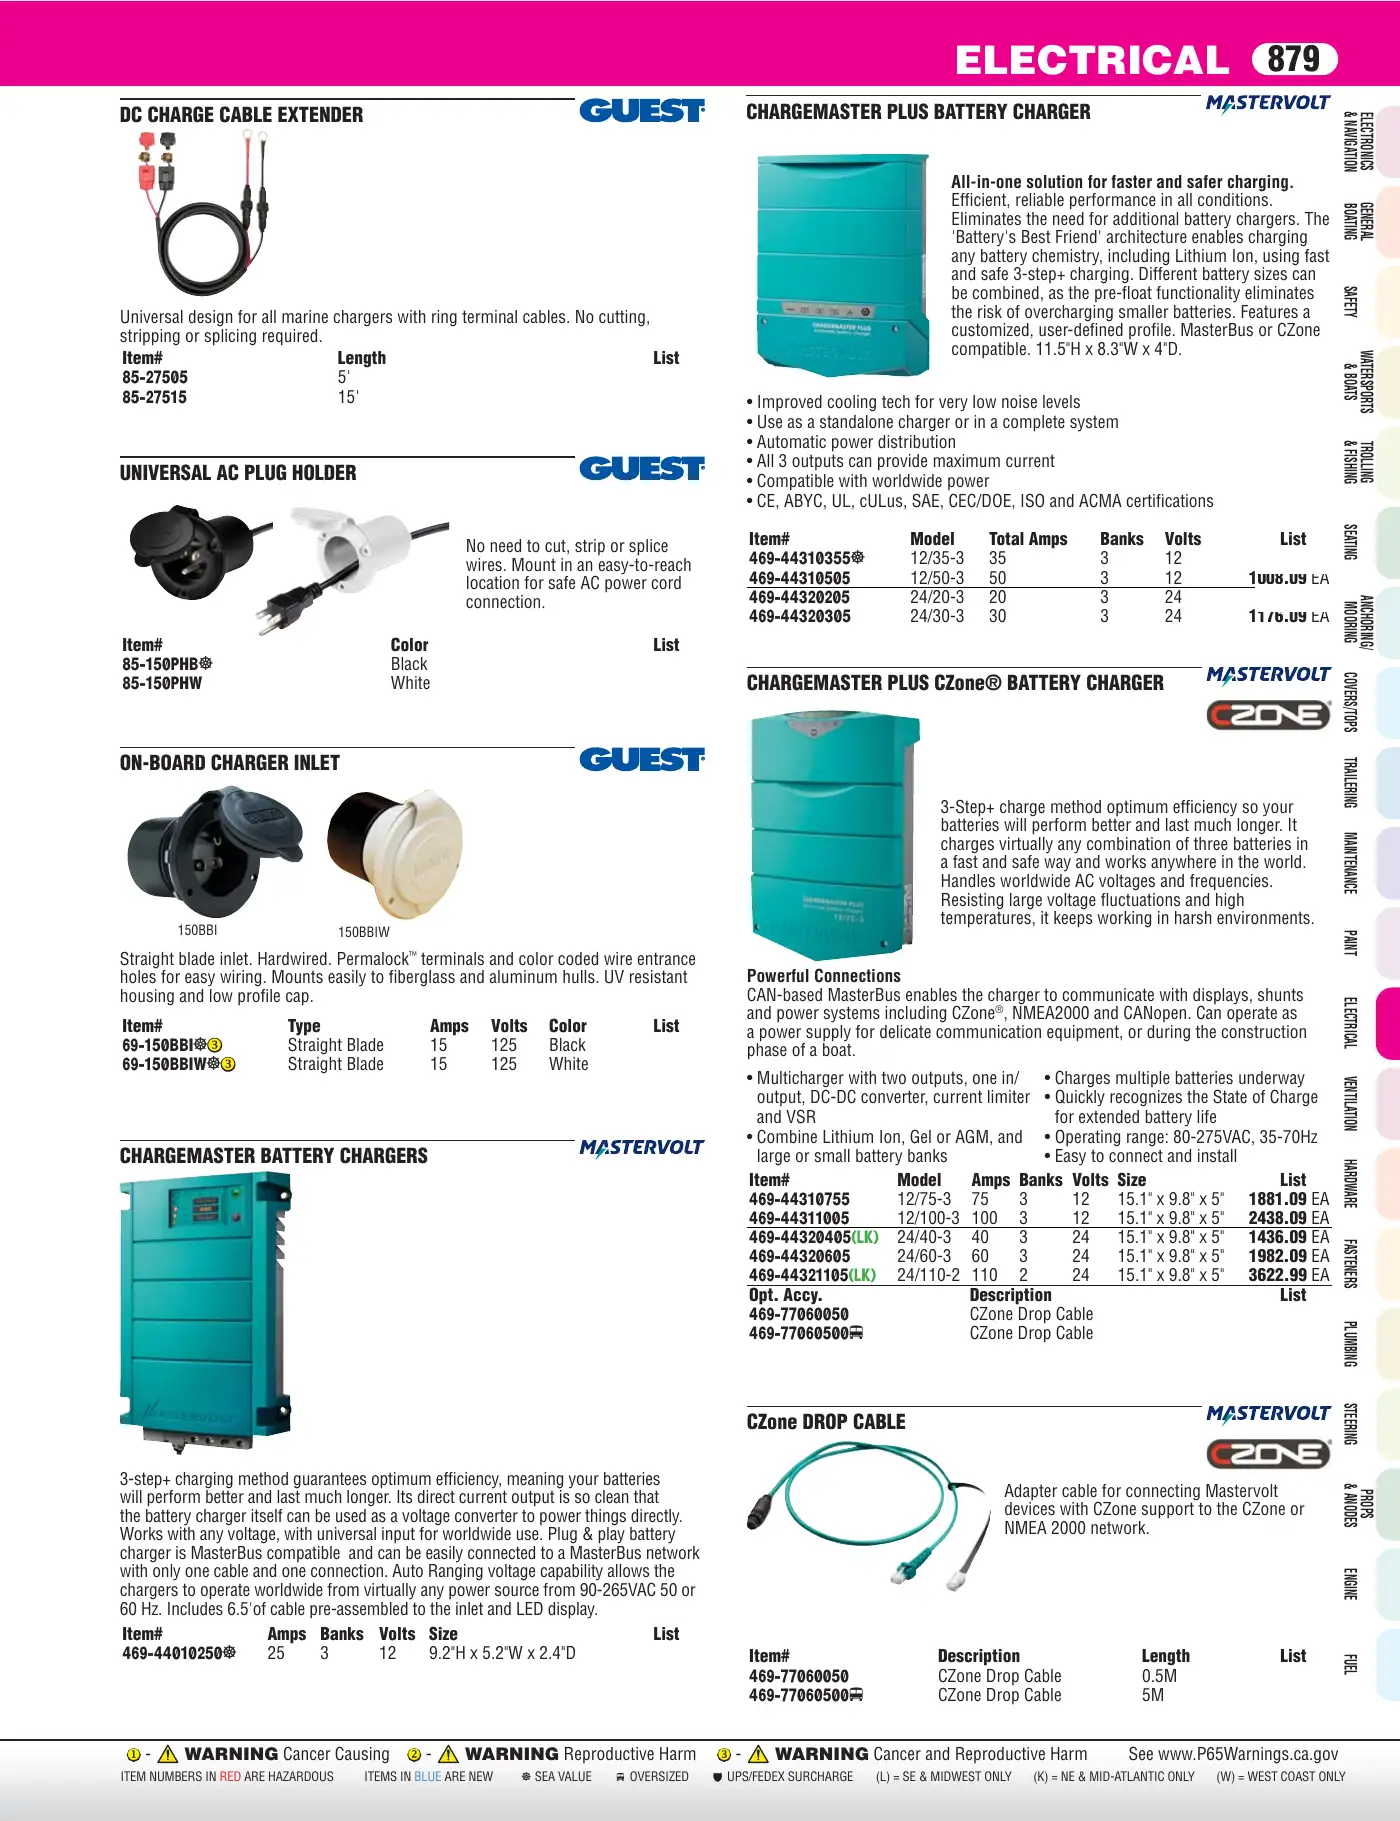 ELECTRICAL 879
DC CHARGE CABLE EXTENDER
GUEST
Universal design for all marine chargers with ring terminal cables. No cutting,
stripping or splicing required.
Item# Length List
85-27505 5'
85-27515 15'
UNIVERSAL AC PLUG HOLDER
GUEST
No need to cut, strip or splice
wires. Mount in an easy-to-reach
location for safe AC power cord
connection.
Item# Color List
85-150PHB Black
85-150PHW White
ON-BOARD CHARGER INLET
GUEST
150BBI
150BBIW
Straight blade inlet. Hardwired. Permalock™ terminals and color coded wire entrance
holes for easy wiring. Mounts easily to fiberglass and aluminum hulls. UV resistant
housing and low profile cap.
Item# Type Amps Volts Color List
69-150BBI 3 Straight Blade 15 125 Black
69-150BBIW 3 Straight Blade 15 125 White
CHARGEMASTER BATTERY CHARGERS
MASTERVOLT
3-step+ charging method guarantees optimum efficiency, meaning your batteries
will perform better and last much longer. Its direct current output is so clean that
the battery charger itself can be used as a voltage converter to power things directly.
Works with any voltage, with universal input for worldwide use. Plug & play battery
charger is MasterBus compatible and can be easily connected to a MasterBus network
with only one cable and one connection. Auto Ranging voltage capability allows the
chargers to operate worldwide from virtually any power source from 90-265VAC 50 or
60 Hz. Includes 6.5'of cable pre-assembled to the inlet and LED display.
Item# Amps Banks Volts Size List
469-44010250 25 3 12 9.2"H x 5.2"W x 2.4"D
CHARGEMASTER PLUS BATTERY CHARGER
MASTERVOLT
CHARGEMASTER PLUS
All-in-one solution for faster and safer charging.
Efficient, reliable performance in all conditions.
Eliminates the need for additional battery chargers. The
'Battery's Best Friend' architecture enables charging
any battery chemistry, including Lithium Ion, using fast
and safe 3-step+ charging. Different battery sizes can
be combined, as the pre-float functionality eliminates
the risk of overcharging smaller batteries. Features a
customized, user-defined profile. MasterBus or CZone
compatible. 11.5"H x 8.3"W x 4"D.
• Improved cooling tech for very low noise levels
• Use as a standalone charger or in a complete system
• Automatic power distribution
• All 3 outputs can provide maximum current
• Compatible with worldwide power
• CE, ABYC, UL, cULus, SAE, CEC/DOE, ISO and ACMA certifications
Item# Model Total Amps Banks Volts List
469-44310355 12/35-3 35 3 12
469-44310505 12/50-3 50 3 12 1008.09 EA
469-44320205 24/20-3 20 3 24
469-44320305 24/30-3 30 3 24 1176.09 EA
CHARGEMASTER PLUS CZone® BATTERY CHARGER
MASTERVOLT
CZONE
CHARGEMASTER PLUS
12/75-3
3-Step+ charge method optimum efficiency so your
batteries will perform better and last much longer. It
charges virtually any combination of three batteries in
a fast and safe way and works anywhere in the world.
Handles worldwide AC voltages and frequencies.
Resisting large voltage fluctuations and high
temperatures, it keeps working in harsh environments.
Powerful Connections
CAN-based MasterBus enables the charger to communicate with displays, shunts
and power systems including CZone®, NMEA2000 and CANopen. Can operate as
a power supply for delicate communication equipment, or during the construction
phase of a boat.
• Multicharger with two outputs, one in/
output, DC-DC converter, current limiter
and VSR
• Combine Lithium Ion, Gel or AGM, and
large or small battery banks
• Charges multiple batteries underway
• Quickly recognizes the State of Charge
for extended battery life
• Operating range: 80-275VAC, 35-70Hz
• Easy to connect and install
Item# Model Amps Banks Volts Size List
469-44310755 12/75-3 75 3 12 15.1" x 9.8" x 5" 1881.09 EA
469-44311005 12/100-3 100 3 12 15.1" x 9.8" x 5" 2438.09 EA
469-44320405(LK) 24/40-3 40 3 24 15.1" x 9.8" x 5" 1436.09 EA
469-44320605 24/60-3 60 3 24 15.1" x 9.8" x 5" 1982.09 EA
469-44321105(LK) 24/110-2 110 2 24 15.1" x 9.8" x 5" 3622.99 EA
Opt. Accy. Description List
469-77060050 CZone Drop Cable
469-77060500 CZone Drop Cable
CZone DROP CABLE
MASTERVOLT
CZONE
Adapter cable for connecting Mastervolt
devices with CZone support to the CZone or
NMEA 2000 network.
Item# Description Length List
469-77060050 CZone Drop Cable 0.5M
469-77060500 CZone Drop Cable 5M
ELECTRONICS
& NAVIGATION
GENERAL
BOATING
SAFETY
WATERSPORTS
& BOATS
TROLLING
& FISHING
SEATING
ANCHORING/
MOORING
COVERS/TOPS
TRAILERING
MAINTENANCE
PAINT
ELECTRICAL
VENTILATION
HARDWARE
FASTENERS
PLUMBING
STEERING
PROPS
& ANODES
ENGINE
FUEL
1 - WARNING Cancer Causing 2 - WARNING Reproductive Harm 3 - WARNING Cancer and Reproductive Harm See www.P65Warnings.ca.gov
ITEM NUMBERS IN RED ARE HAZARDOUS ITEMS IN BLUE ARE NEW SEA VALUE OVERSIZED UPS/FEDEX SURCHARGE (L) = SE & MIDWEST ONLY (K) = NE & MID-ATLANTIC ONLY (W) = WEST COAST ONLY